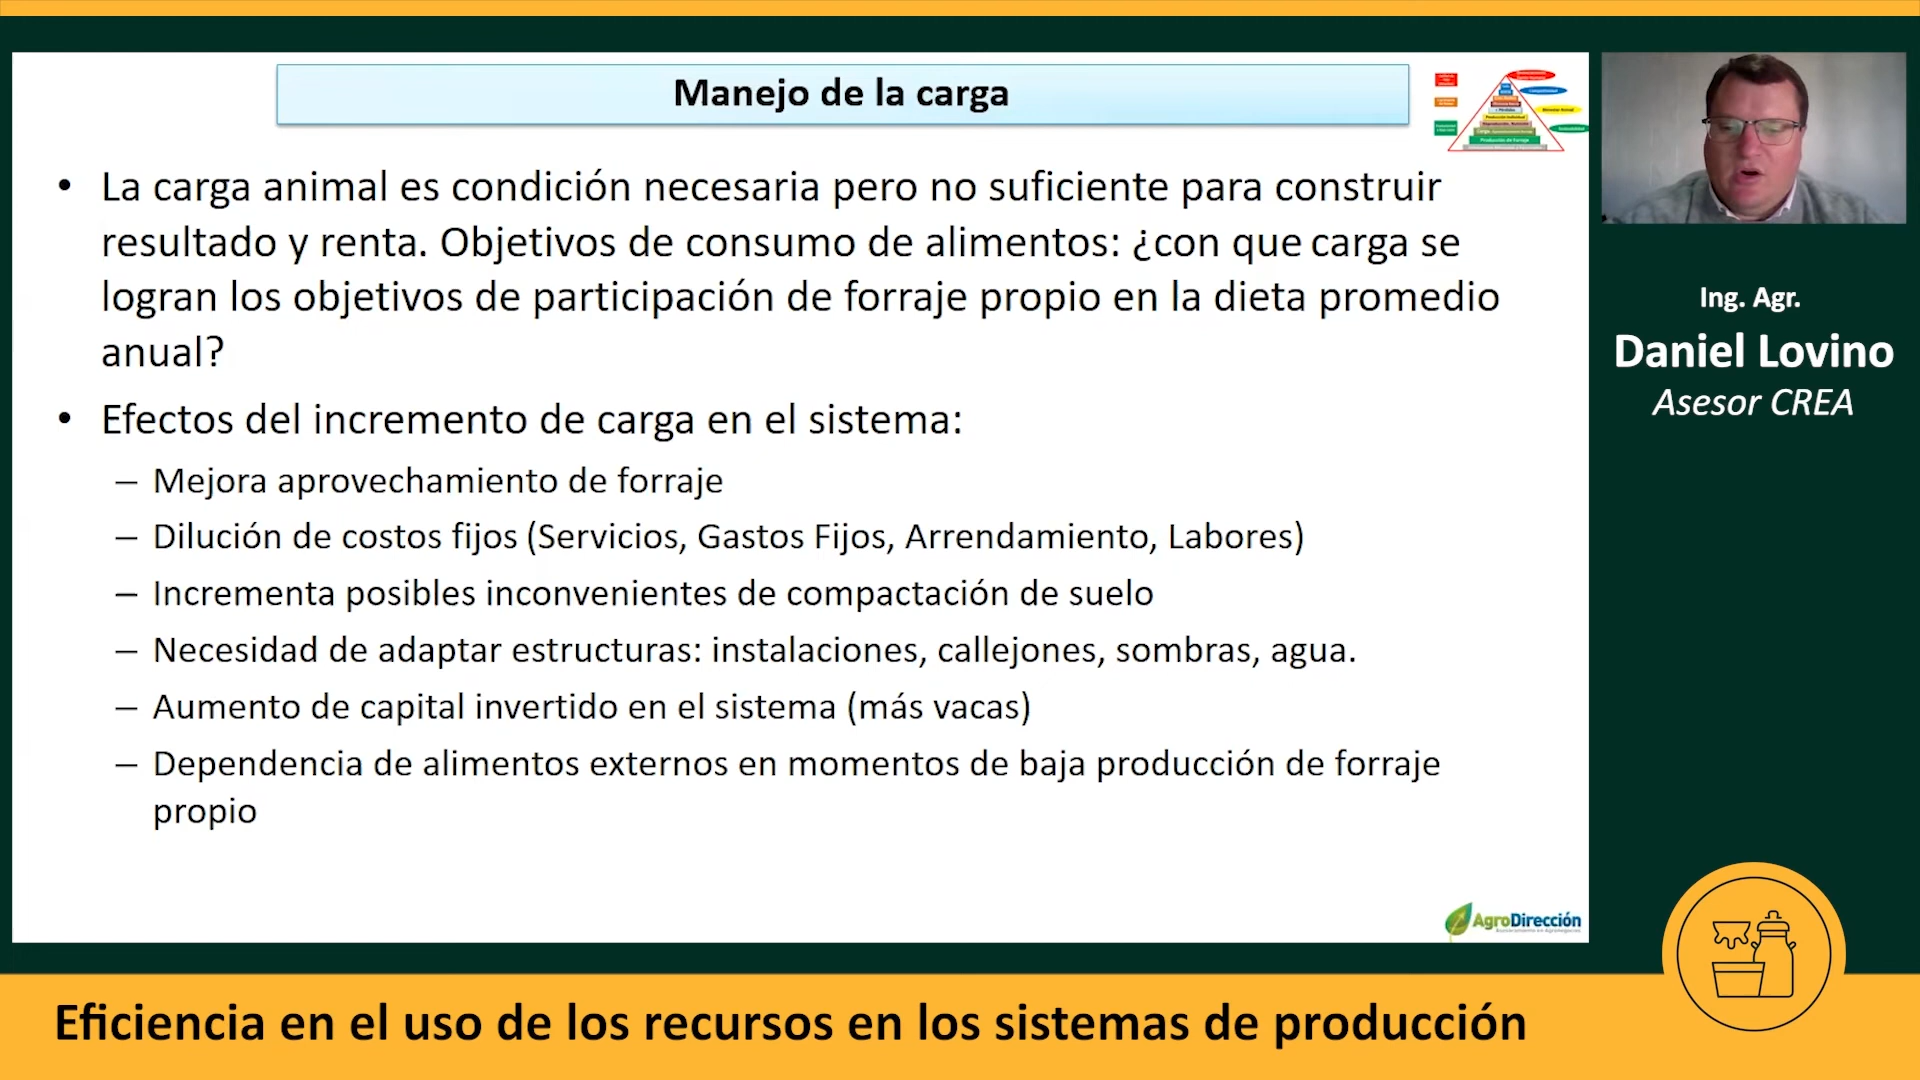 Manejo de la carga
• La carga animal es condición necesaria pero no suficiente para construir
resultado y renta. Objetivos de consumo de alimentos: ¿con que carga se
logran los objetivos de participación de forraje propio en la dieta promedio
anual?
• Efectos del incremento de carga en el sistema:
– Mejora aprovechamiento de forraje
– Dilución de costos fijos (Servicios, Gastos Fijos, Arrendamiento, Labores)
– Incrementa posibles inconvenientes de compactación de suelo
– Necesidad de adaptar estructuras: instalaciones, callejones, sombras, agua.
– Aumento de capital invertido en el sistema (más vacas)
– Dependencia de alimentos externos en momentos de baja producción de forraje
propio
AgroDirección
Ing. Agr.
Daniel Lovino
Asesor CREA
Eficiencia en el uso de los recursos en los sistemas de producción